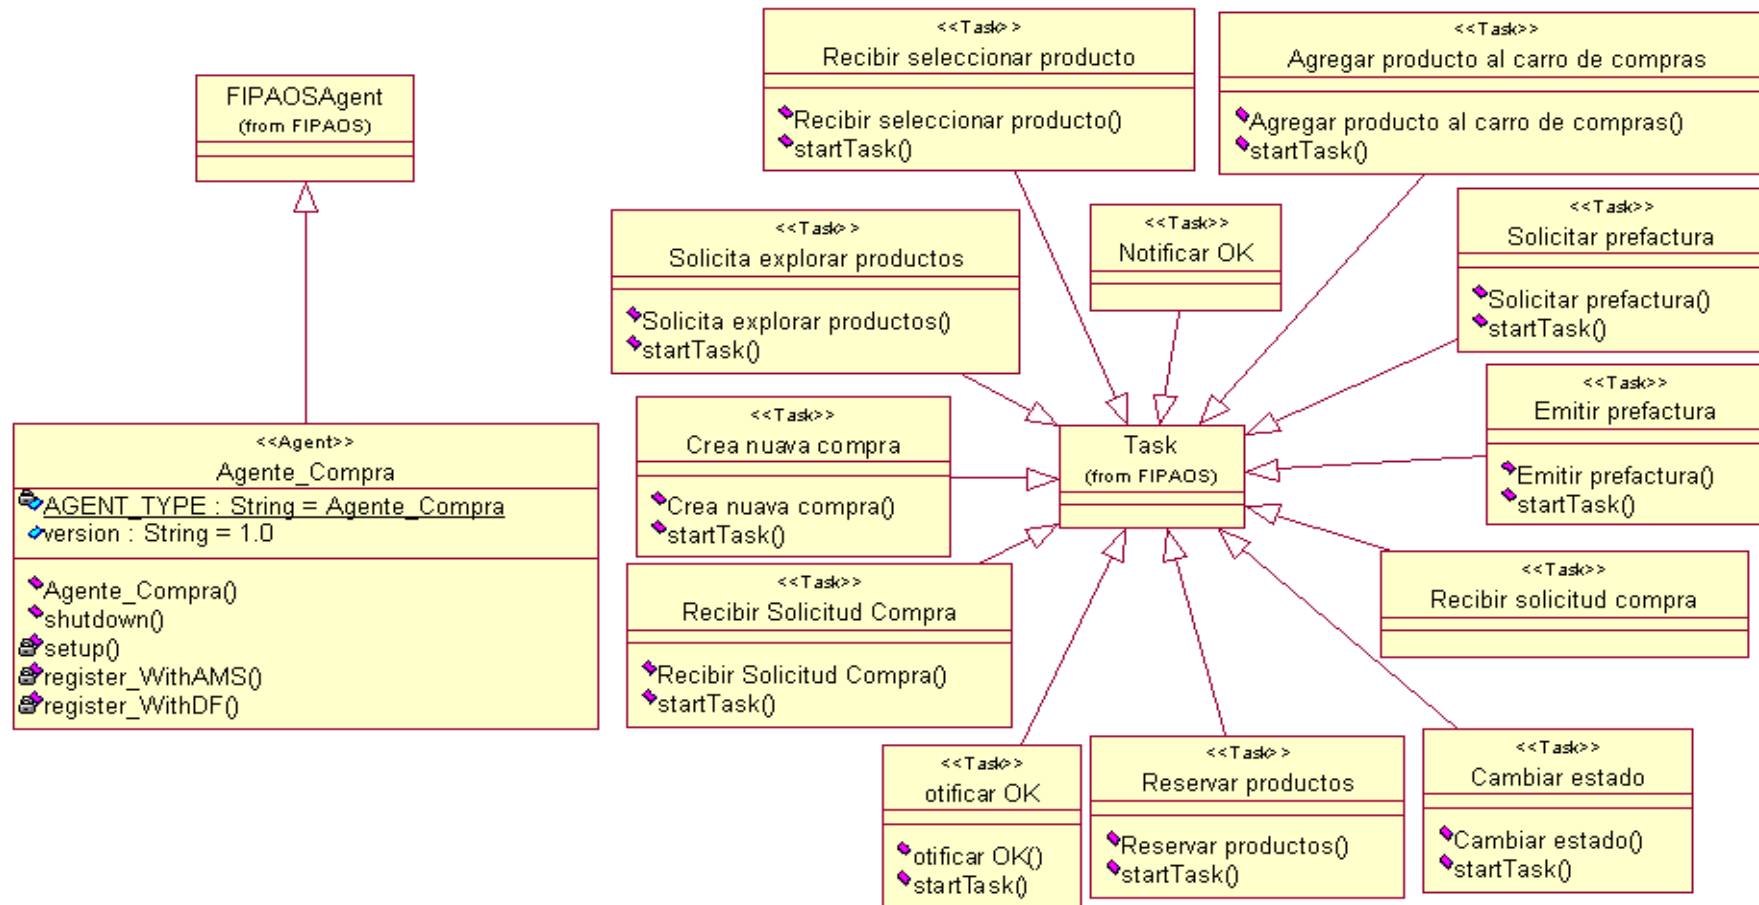 <<Task>>
Recibir seleccionar producto
Recibir seleccionar producto()
startTask()
<<Task>>
Agregar producto al carro de compras
Agregar producto al carro de compras()
startTask()
FIPAOSAgent
(from FIPAOS)
<<Task>>
Solicita explorar productos
Solicita explorar productos()
startTask()
<<Task>>
Notificar OK
<<Task>>
Solicitar prefactura
Solicitar prefactura()
startTask()
<<Task>>
Emitir prefactura
Emitir prefactura()
startTask()
<<Task>>
Crea nuava compra
Crea nuava compra()
startTask()
Task
(from FIPAOS)
<<Agent>>
Agente_Compra
AGENT_TYPE : String = Agente_Compra
version : String = 1.0
Agente_Compra()
shutdown()
setup()
register_WithAMS()
register_WithDF()
<<Task>>
Recibir Solicitud Compra
Recibir Solicitud Compra()
startTask()
<<Task>>
Recibir solicitud compra
<<Task>>
otificar OK
otificar OK()
startTask()
<<Task>>
Reservar productos
Reservar productos()
startTask()
<<Task>>
Cambiar estado
Cambiar estado()
startTask()